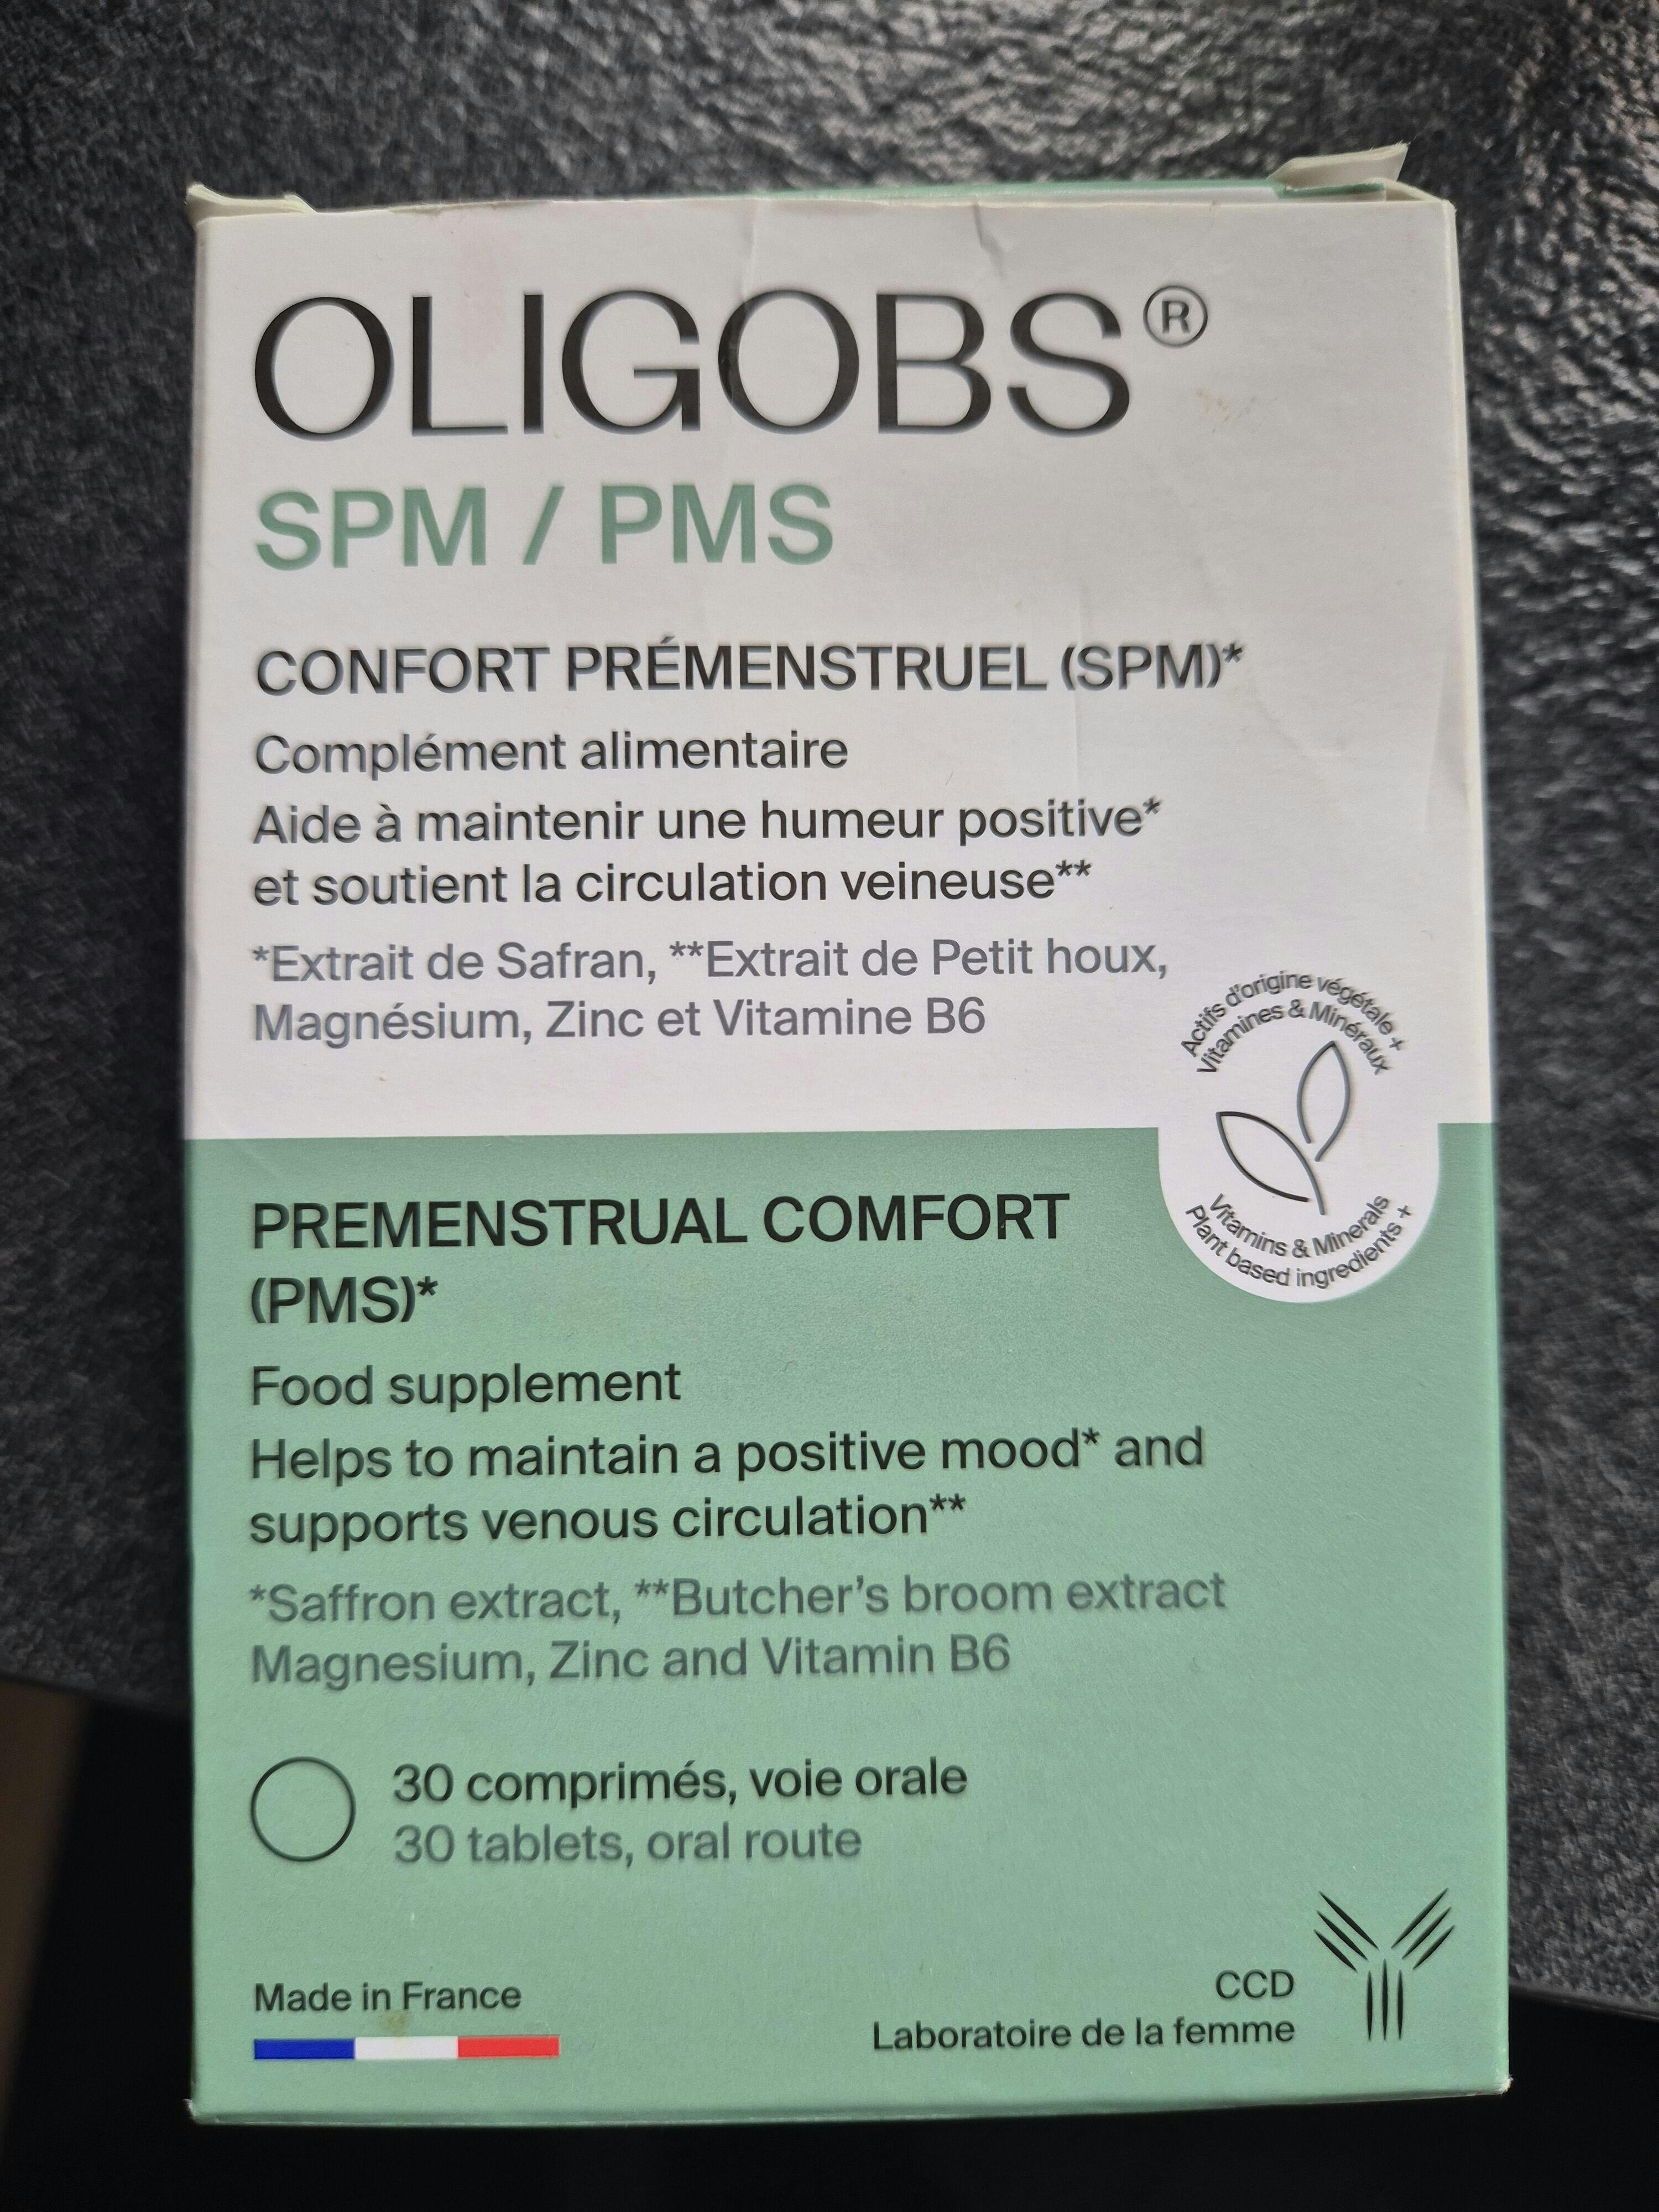 OLIGOBS®
SPM / PMS
CONFORT PRÉMENSTRUEL (SPM)*
Complément alimentaire
Aide à maintenir une humeur positive*
et soutient la circulation veineuse**
*Extrait de Safran, **Extrait de Petit houx,
Magnésium, Zinc et Vitamine B6
Actifs d'origine végétale +
Vitamines & Minéraux
Vitamins & Minerals
Plant based ingredients +
PREMENSTRUAL COMFORT
(PMS)*
Food supplement
Helps to maintain a positive mood* and
supports venous circulation**
*Saffron extract, **Butcher's broom extract
Magnesium, Zinc and Vitamin B6
30 comprimés, voie orale
30 tablets, oral route
Made in France
CCD
Laboratoire de la femme